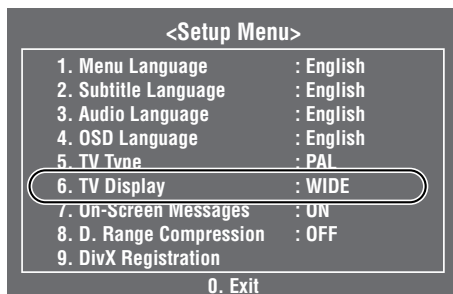 <Setup Menu>
1. Menu Language : English
2. Subtitle Language : English
3. Audio Language : English
4. OSD Language : English
5. TV Type : PAL
6. TV Display : WIDE
7. On-Screen Messages : ON
8. D. Range Compression : OFF
9. DivX Registration
0. Exit